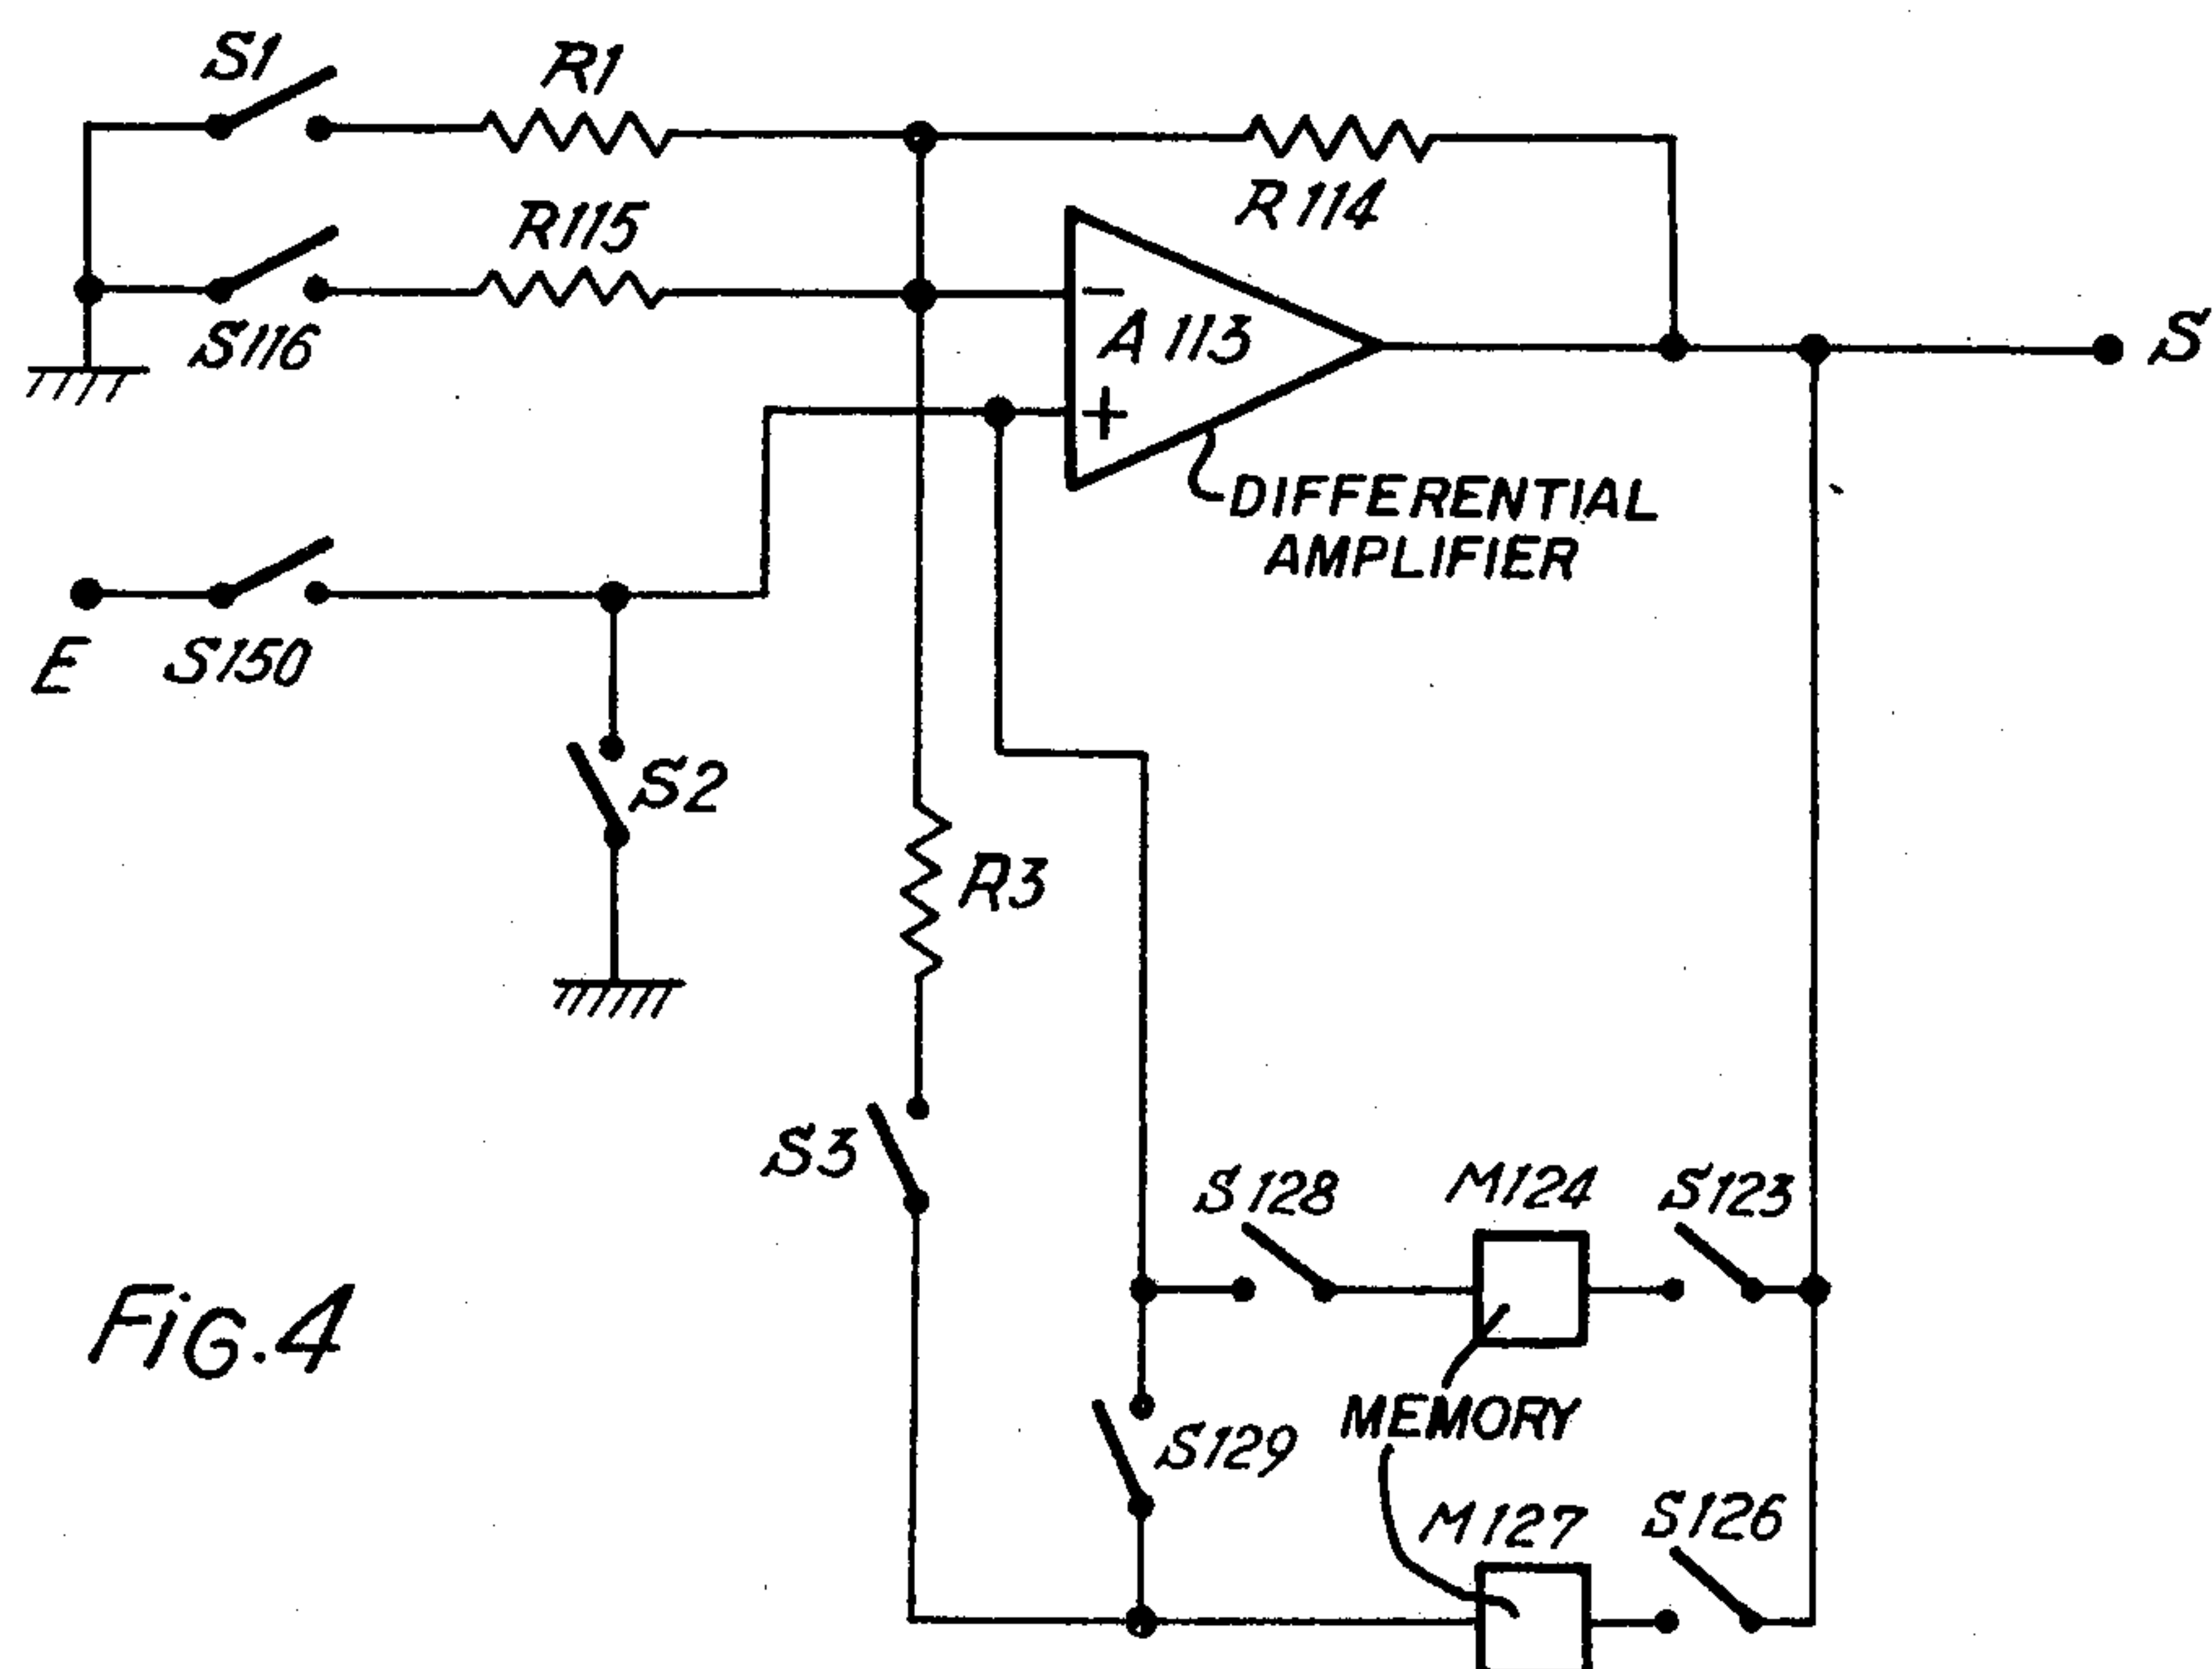 S1
R1
R114
R115
S116
−
A113
+
S
DIFFERENTIAL
AMPLIFIER
E
S150
S2
R3
S3
S128
M124
S123
FIG.4
MEMORY
S129
M127
S126